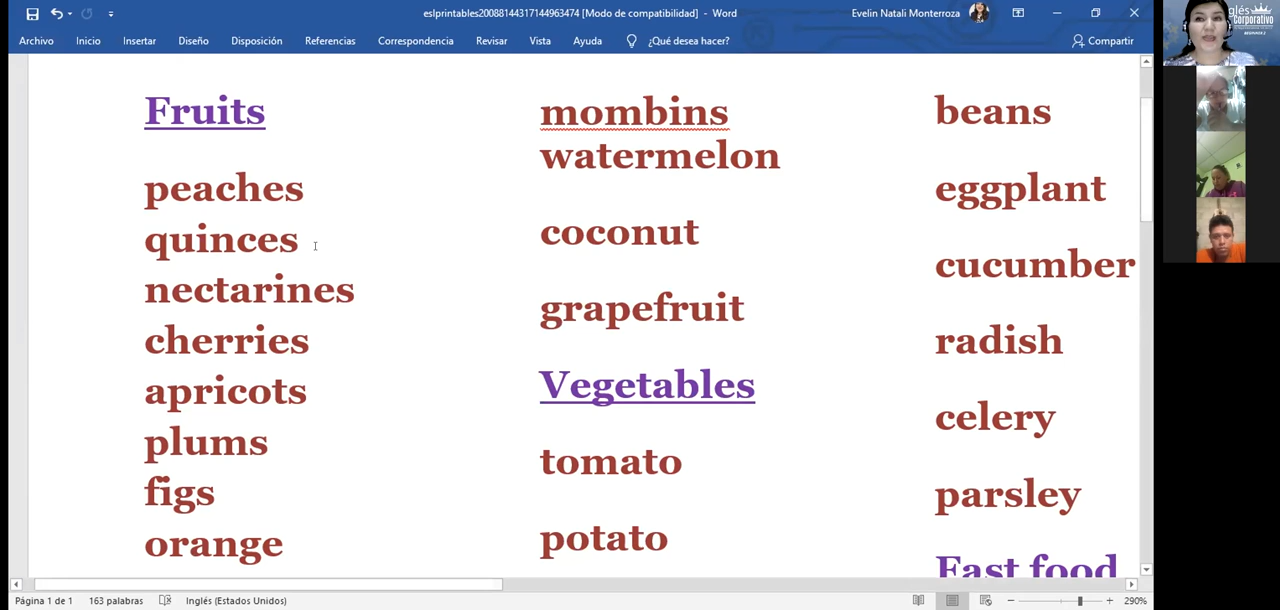 eslprintables20088144317144963474 [Modo de compatibilidad] - Word
Evelin Natali Monterroza
Archivo Inicio Insertar Diseño Disposición Referencias Correspondencia Revisar Vista Ayuda ¿Qué desea hacer? Compartir
Fruits
peaches
quinces
nectarines
cherries
apricots
plums
figs
orange
mombins
watermelon
coconut
grapefruit
Vegetables
tomato
potato
beans
eggplant
cucumber
radish
celery
parsley
Fast food
Página 1 de 1 163 palabras Inglés (Estados Unidos) 290%
Corporativo